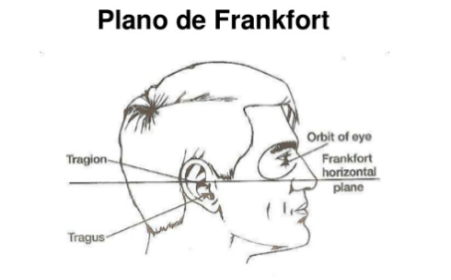 Plano de Frankfort
Orbit of eye
Tragion
Frankfort
horizontal
plane
Tragus